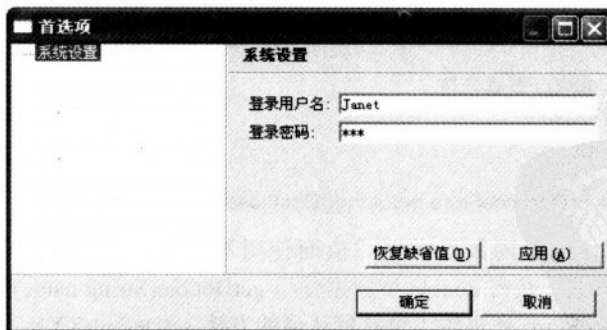 首选项
系统设置
系统设置
登录用户名: Janet
登录密码: ***
恢复缺省值(D)
应用(A)
确定
取消